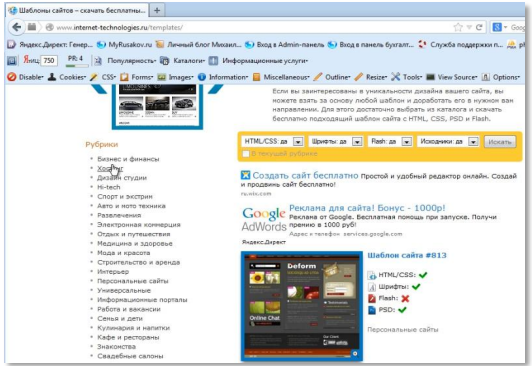 Шаблоны сайтов – скачать бесплатны...
www.internet-technologies.ru/templates/
Яндекс.Директ: Генер...
MyRusakov.ru
Личный блог Михаил...
Вход в Admin-панель
Вход в панель бухгалт...
Служба поддержки п...
Яиц: 750
PR: 4
Популярность
Каталоги
Информационные услуги
Disable
Cookies
CSS
Forms
Images
Information
Miscellaneous
Outline
Resize
Tools
View Source
Options
Если вы заинтересованы в уникальности дизайна вашего сайта, вы
можете взять за основу любой шаблон и доработать его в нужном вам
направлении. Для этого достаточно выбрать из каталога и скачать
бесплатно подходящий шаблон сайта с HTML, CSS, PSD и Flash.
Рубрики
Бизнес и финансы
Хостинг
Дизайн студии
Hi-tech
Спорт и экстрим
Авто и мото техника
Развлечения
Электронная коммерция
Отдых и путешествия
Медицина и здоровье
Мода и красота
Строительство и аренда
Интерьер
Персональные сайты
Универсальные
Информационные порталы
Работа и вакансии
Семья и дети
Кулинария и напитки
Кафе и рестораны
Знакомства
Свадебные салоны
HTML/CSS: да
Шрифты: да
Flash: да
Исходники: да
Искать
В текущей рубрике
Создать сайт бесплатно Простой и удобный редактор онлайн. Создай
и продвинь сайт бесплатно!
ru.wix.com
Google AdWords
Реклама для сайта! Бонус - 1000р!
Реклама от Google. Бесплатная помощь при запуске. Получи
премию в 1000 руб!
Адрес и телефон services.google.com
Яндекс.Директ
Deform
Online Chat
Шаблон сайта #813
HTML/CSS:
Шрифты:
Flash:
PSD:
Персональные сайты